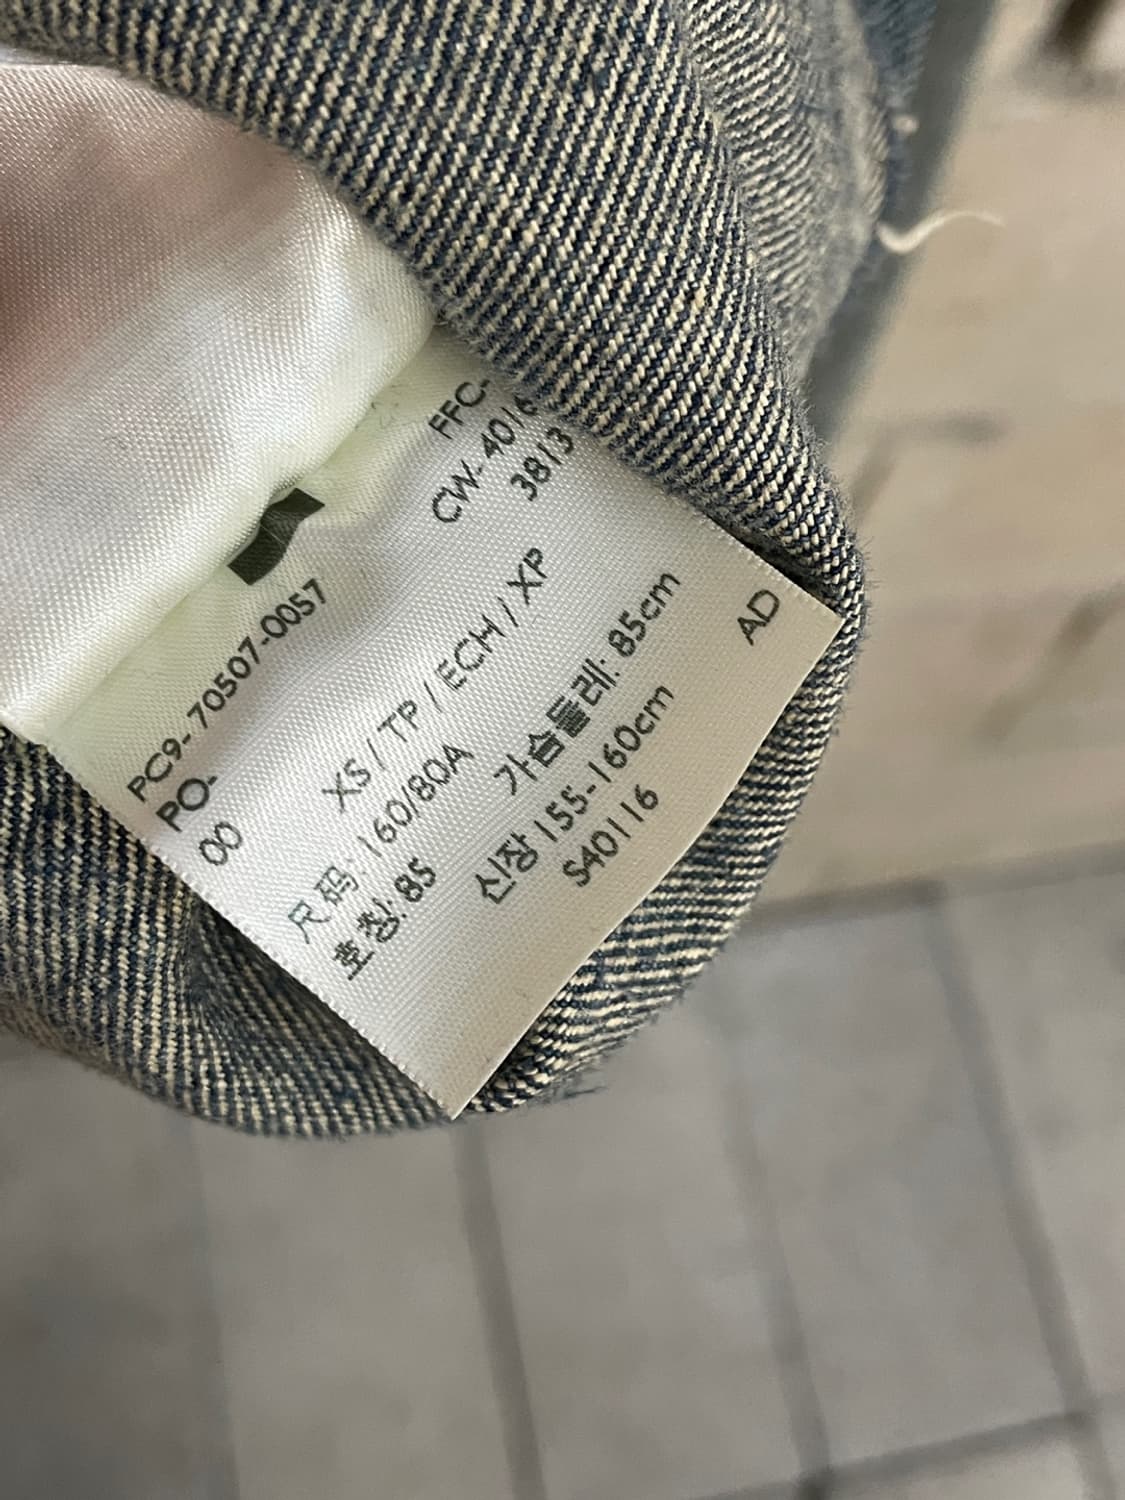 FFC-
CW-4016
3813
PC9-70507-0057
PO-
00
XS / TP / ECH / XP
尺码: 160/80A
호칭: 85
가슴둘레: 85cm
신장 155-160cm
S40116
AD